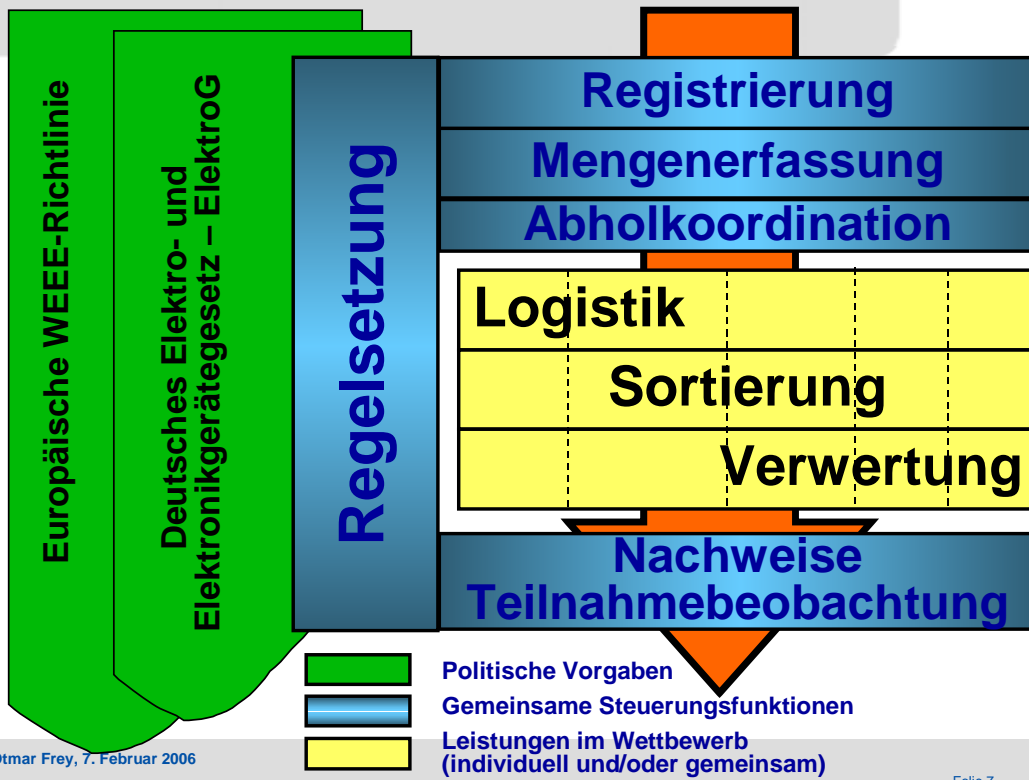 Europäische WEEE-Richtlinie
Deutsches Elektro- und
Elektronikgerätegesetz – ElektroG
Regelsetzung
Registrierung
Mengenerfassung
Abholkoordination
Logistik
Sortierung
Verwertung
Nachweise
Teilnahmebeobachtung
Politische Vorgaben
Gemeinsame Steuerungsfunktionen
Leistungen im Wettbewerb
(individuell und/oder gemeinsam)
Frey, 7. Februar 2006